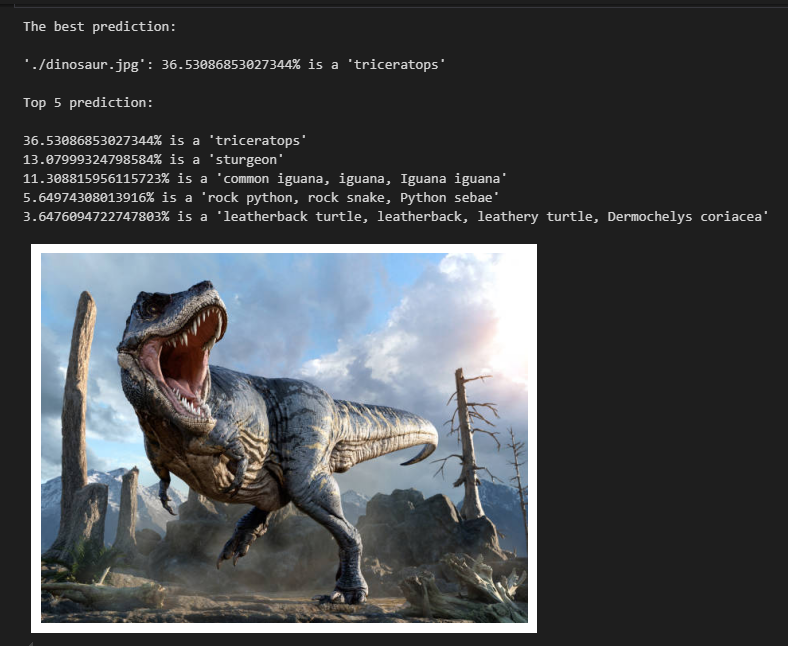 The best prediction:
'./dinosaur.jpg': 36.53086853027344% is a 'triceratops'
Top 5 prediction:
36.53086853027344% is a 'triceratops'
13.079993247985840% is a 'sturgeon'
11.308815956115723% is a 'common iguana, iguana, Iguana iguana'
5.64974308013916% is a 'rock python, rock snake, Python sebae'
3.6476094722747803% is a 'leatherback turtle, leatherback, leathery turtle, Dermochelys coriacea'